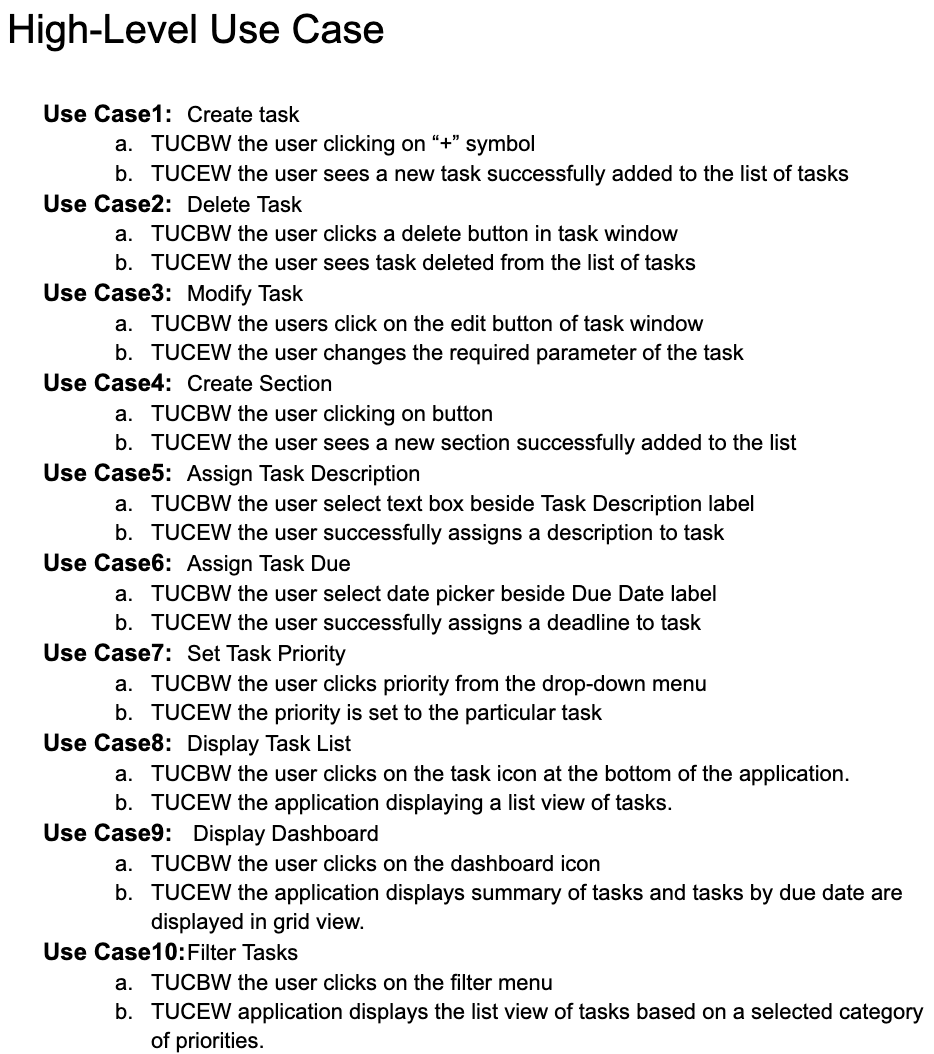 High-Level Use Case
Use Case1: Create task
a. TUCBW the user clicking on “+” symbol
b. TUCEW the user sees a new task successfully added to the list of tasks
Use Case2: Delete Task
a. TUCBW the user clicks a delete button in task window
b. TUCEW the user sees task deleted from the list of tasks
Use Case3: Modify Task
a. TUCBW the users click on the edit button of task window
b. TUCEW the user changes the required parameter of the task
Use Case4: Create Section
a. TUCBW the user clicking on button
b. TUCEW the user sees a new section successfully added to the list
Use Case5: Assign Task Description
a. TUCBW the user select text box beside Task Description label
b. TUCEW the user successfully assigns a description to task
Use Case6: Assign Task Due
a. TUCBW the user select date picker beside Due Date label
b. TUCEW the user successfully assigns a deadline to task
Use Case7: Set Task Priority
a. TUCBW the user clicks priority from the drop-down menu
b. TUCEW the priority is set to the particular task
Use Case8: Display Task List
a. TUCBW the user clicks on the task icon at the bottom of the application.
b. TUCEW the application displaying a list view of tasks.
Use Case9: Display Dashboard
a. TUCBW the user clicks on the dashboard icon
b. TUCEW the application displays summary of tasks and tasks by due date are
displayed in grid view.
Use Case10: Filter Tasks
a. TUCBW the user clicks on the filter menu
b. TUCEW application displays the list view of tasks based on a selected category
of priorities.